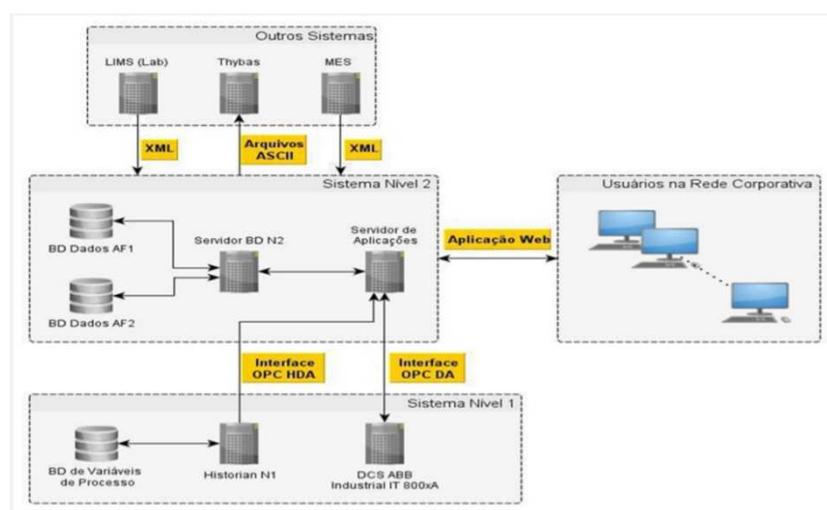 Outros Sistemas
LIMS (Lab)
Thybas
MES
XML
Arquivos
ASCII
XML
Sistema Nível 2
BD Dados AF1
Servidor BD N2
Servidor de
Aplicações
BD Dados AF2
Aplicação Web
Usuários na Rede Corporativa
Interface
OPC HDA
Interface
OPC DA
Sistema Nível 1
BD de Variáveis
de Processo
Historian N1
DCS ABB
Industrial IT 800xA